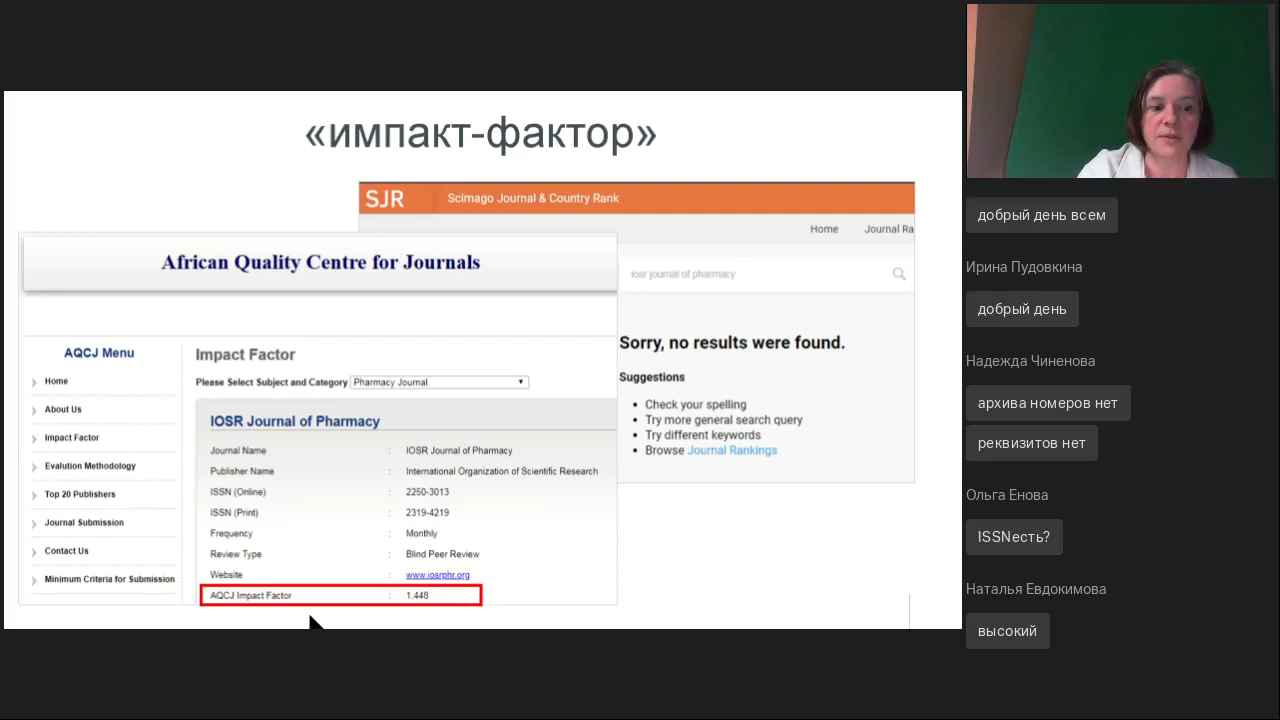 «импакт-фактор»
SJR
Scimago Journal & Country Rank
Home
Journal Ra
iosr journal of pharmacy
Sorry, no results were found.
Suggestions
• Check your spelling
• Try more general search query
• Try different keywords
• Browse Journal Rankings
African Quality Centre for Journals
AQCJ Menu
Home
About Us
Impact Factor
Evalution Methodology
Top 20 Publishers
Journal Submission
Contact Us
Minimum Criteria for Submission
Impact Factor
Please Select Subject and Category Pharmacy Journal
IOSR Journal of Pharmacy
Journal Name : IOSR Journal of Pharmacy
Publisher Name : International Organization of Scientific Research
ISSN (Online) : 2250-3013
ISSN (Print) : 2319-4219
Frequency : Monthly
Review Type : Blind Peer Review
Website : www.iosrphr.org
AQCJ Impact Factor : 1.448
добрый день всем
Ирина Пудовкина
добрый день
Надежда Чиненова
архива номеров нет
реквизитов нет
Ольга Енова
ISSNесть?
Наталья Евдокимова
высокий